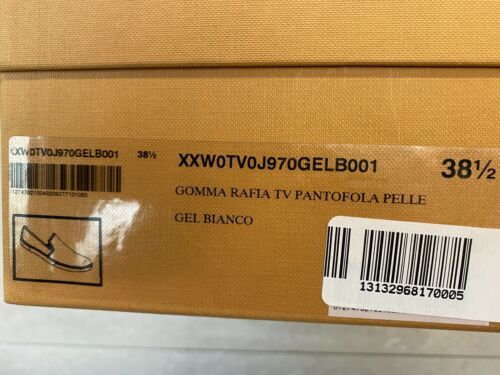 XXW0TV0J970GELB001 38½
XXW0TV0J970GELB001 38½
GOMMA RAFIA TV PANTOFOLA PELLE
GEL BIANCO
13132968170005